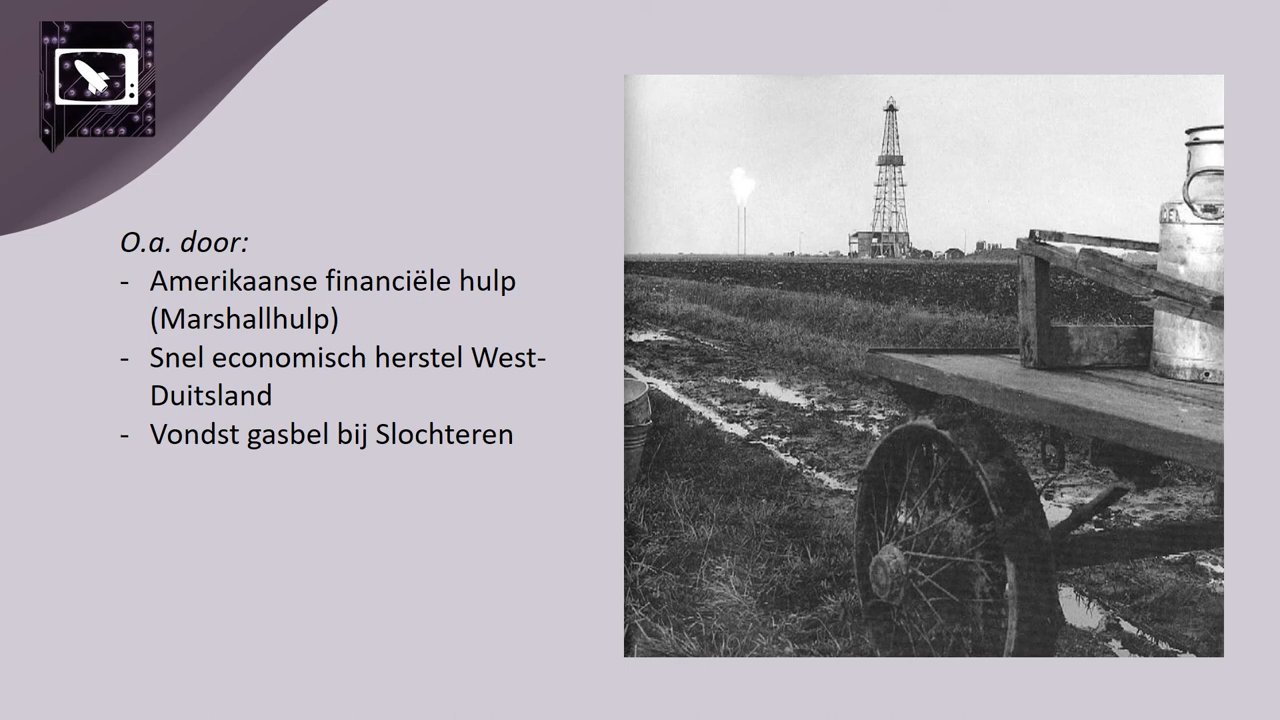 O.a. door:
- Amerikaanse financiële hulp
(Marshallhulp)
- Snel economisch herstel West-
Duitsland
- Vondst gasbel bij Slochteren